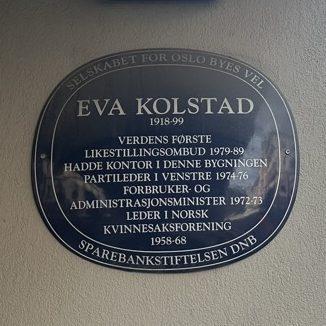 SELSKABET FOR OSLO BYES VEL
EVA KOLSTAD
1918-99
VERDENS FØRSTE
LIKESTILLINGSOMBUD 1979-89
HADDE KONTOR I DENNE BYGNINGEN
PARTILEDER I VENSTRE 1974-76
FORBRUKER- OG
ADMINISTRASJONSMINISTER 1972-73
LEDER I NORSK
KVINNESAKSFORENING
1958-68
SPAREBANKSTIFTELSEN DNB